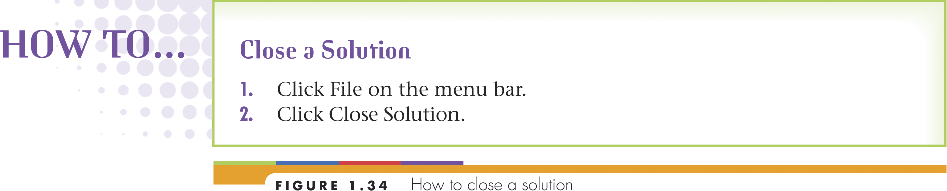 HOW TO...
Close a Solution
1. Click File on the menu bar.
2. Click Close Solution.
FIGURE 1.34 How to close a solution